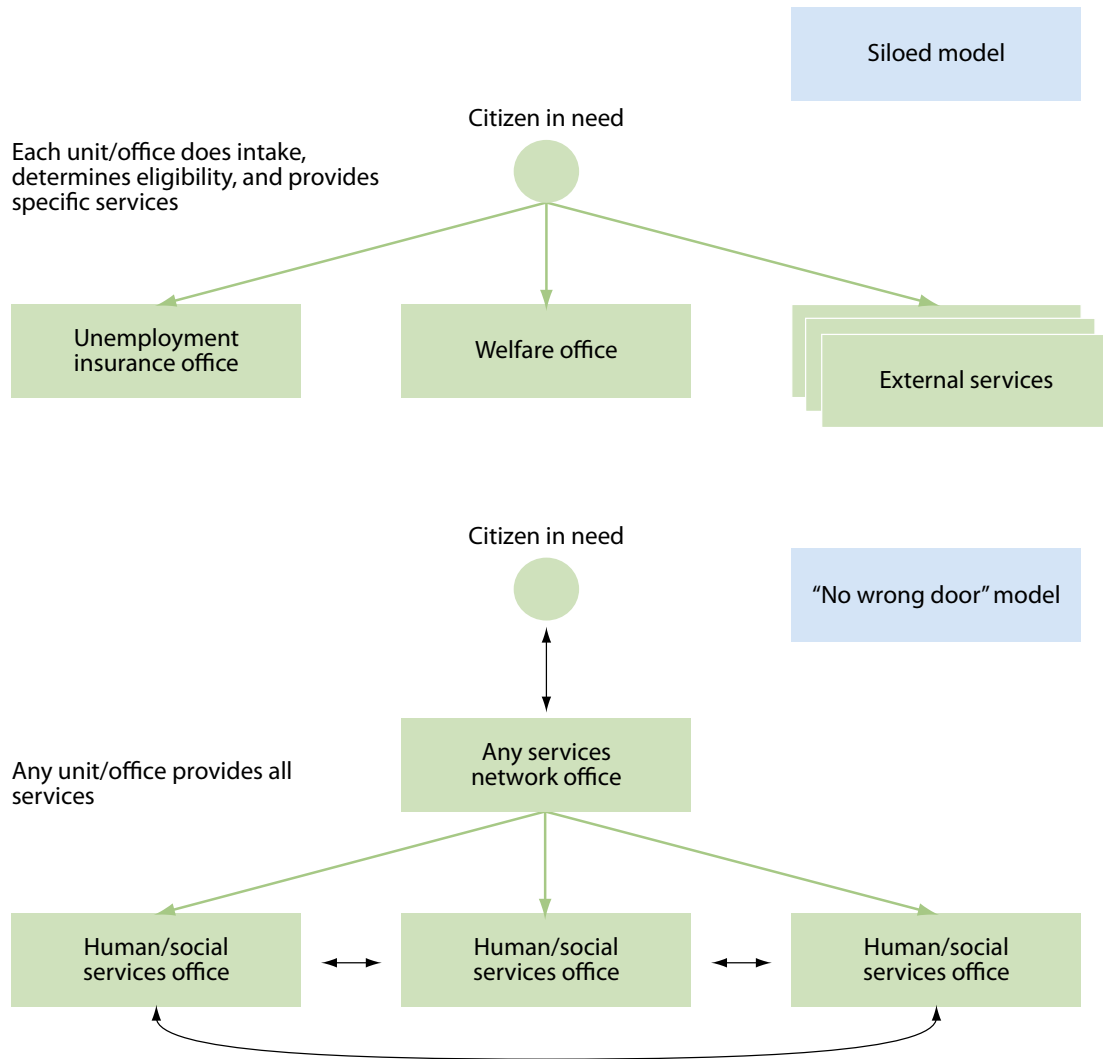 Siloed model
Citizen in need
Each unit/office does intake,
determines eligibility, and provides
specific services
Unemployment
insurance office
Welfare office
External services
Citizen in need
“No wrong door” model
Any services
network office
Any unit/office provides all
services
Human/social
services office
Human/social
services office
Human/social
services office